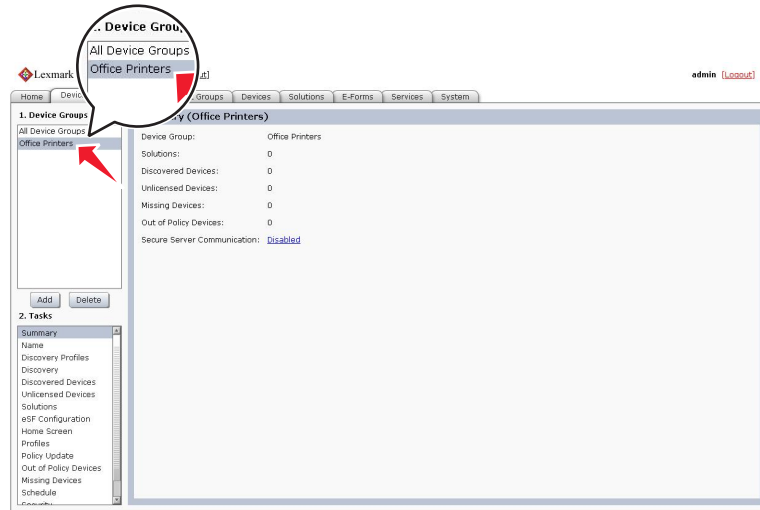 . Device Grou
All Device Groups
Office Printers
Lexmark
admin [Logout]
Home Devic Groups Devices Solutions E-Forms Services System
1. Device Groups
All Device Groups
Office Printers
y (Office Printers)
Device Group: Office Printers
Solutions: 0
Discovered Devices: 0
Unlicensed Devices: 0
Missing Devices: 0
Out of Policy Devices: 0
Secure Server Communication: Disabled
Add Delete
2. Tasks
Summary
Name
Discovery Profiles
Discovery
Discovered Devices
Unlicensed Devices
Solutions
eSF Configuration
Home Screen
Profiles
Policy Update
Out of Policy Devices
Missing Devices
Schedule
Security